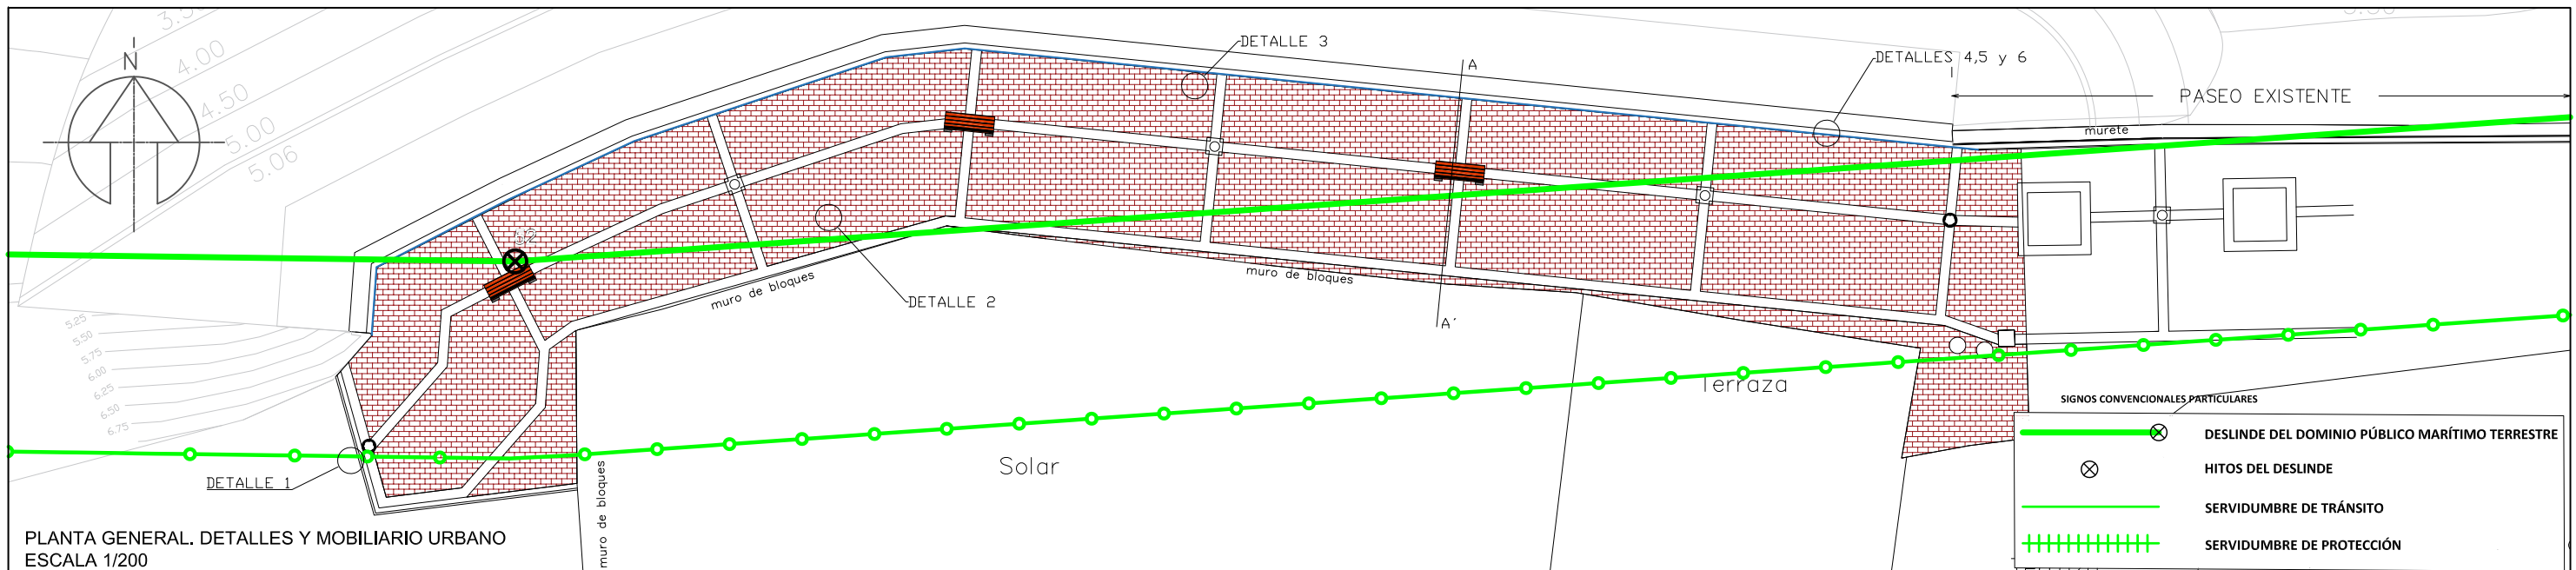 3.50
4.00
4.50
5.00
5.06
N
DETALLE 3
A
DETALLES 4,5 y 6
PASEO EXISTENTE
murete
5.25
5.50
5.75
6.00
6.25
6.50
6.75
DETALLE 2
muro de bloques
muro de bloques
A´
DETALLE 1
Solar
Terraza
muro de bloques
SIGNOS CONVENCIONALES PARTICULARES
DESLINDE DEL DOMINIO PÚBLICO MARÍTIMO TERRESTRE
HITOS DEL DESLINDE
SERVIDUMBRE DE TRÁNSITO
SERVIDUMBRE DE PROTECCIÓN
PLANTA GENERAL. DETALLES Y MOBILIARIO URBANO
ESCALA 1/200